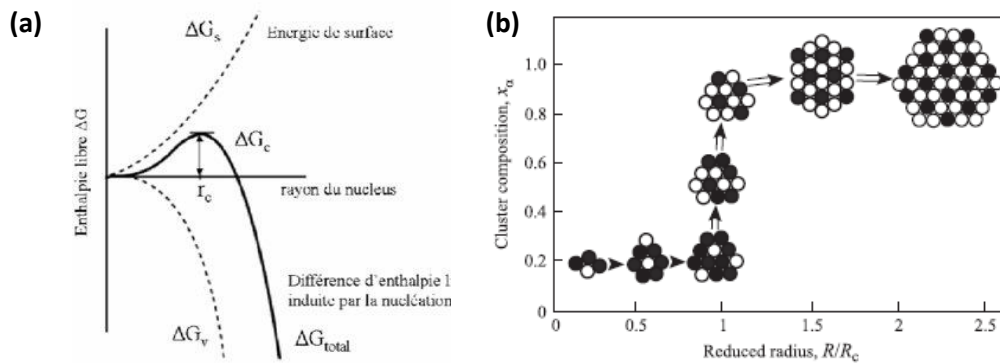 (a)
ΔGs
Energie de surface
Enthalpie libre ΔG
ΔGc
rayon du nucleus
rc
Différence d'enthalpie l
induite par la nucléation
ΔGv
ΔGtotal
(b)
Cluster composition, xα
1.0
0.8
0.6
0.4
0.2
0
0
0.5
1
1.5
2
2.5
Reduced radius, R/Rc